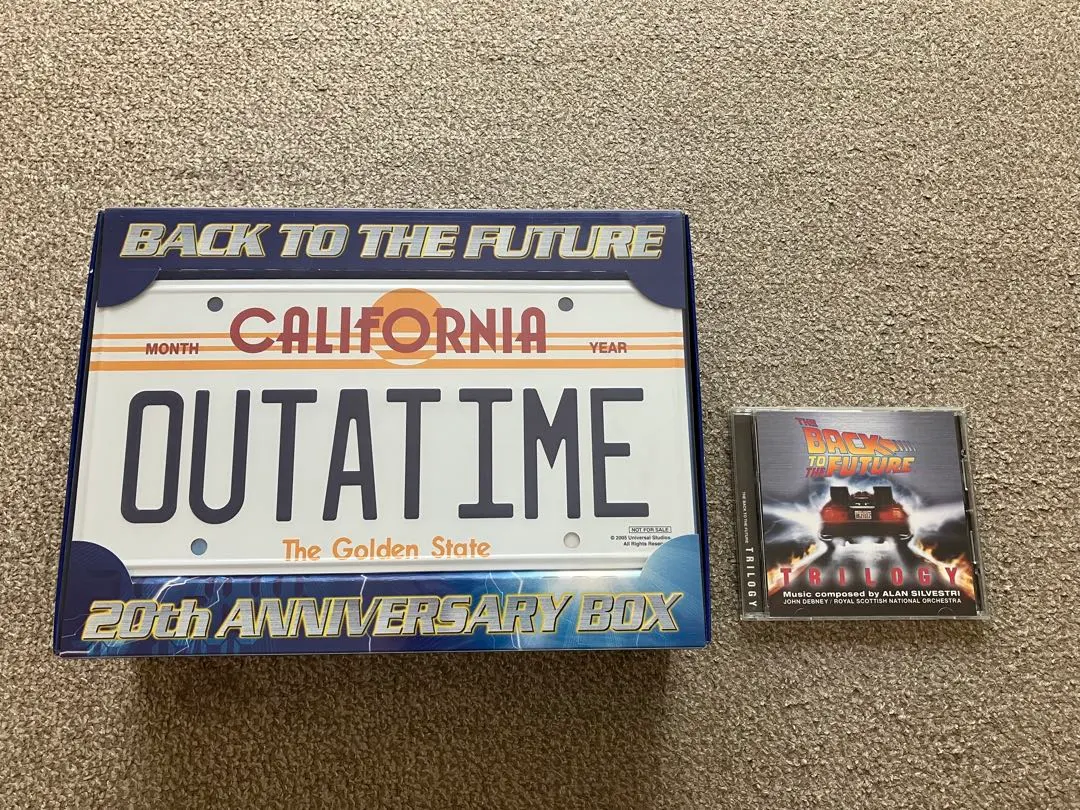 BACK TO THE FUTURE
CALIFORNIA
MONTH
YEAR
OUTATIME
NOT FOR SALE
© 2005 Universal Studios.
All Rights Reser
The Golden State
20th ANNIVERSARY BOX
THE
BACK
TO
THE FUTURE
TRILOGY
Music composed by ALAN SILVESTRI
JOHN DEBNEY / ROYAL SCOTTISH NATIONAL ORCHESTRA
THE BACK TO THE FUTURE TRILOGY